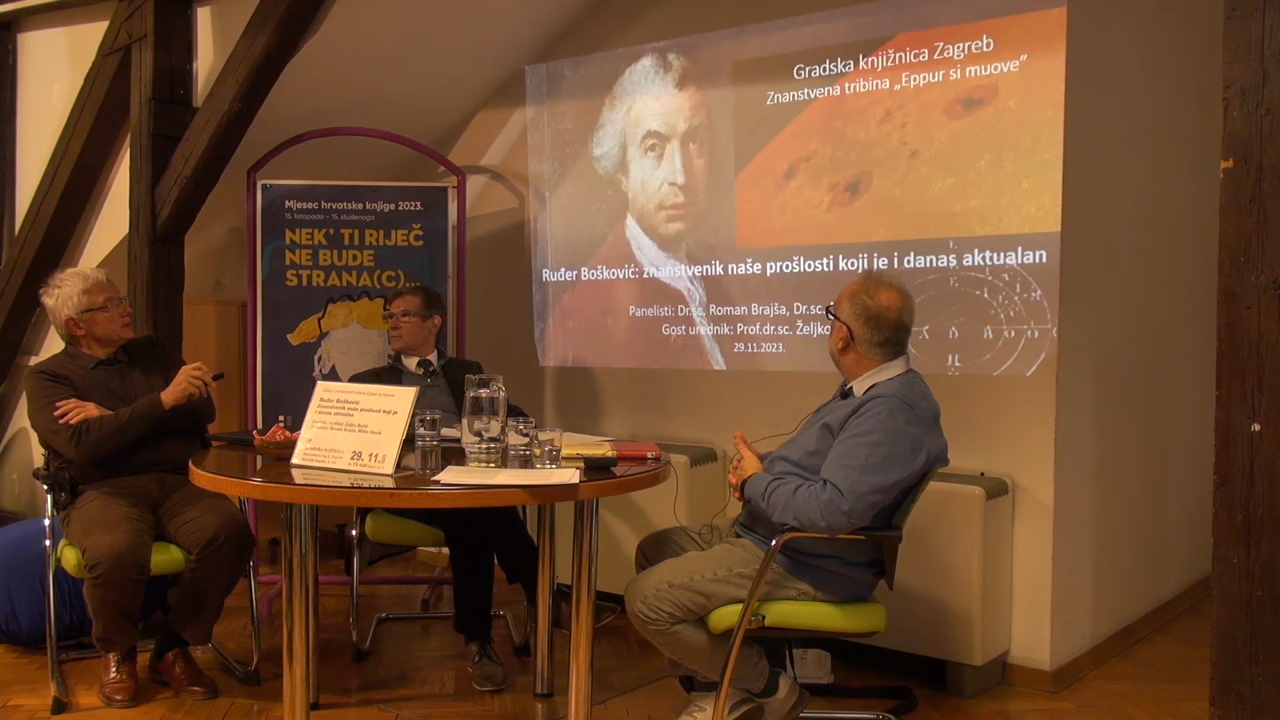 Gradska knjižnica Zagreb
Znanstvena tribina „Eppur si muove”
Ruđer Bošković: znanstvenik naše prošlosti koji je i danas aktualan
Panelisti: Dr.sc. Roman Brajša, Dr.sc.
Gost urednik: Prof.dr.sc. Željko
29.11.2023.
Mjesec hrvatske knjige 2023.
15. listopada – 15. studenoga
NEK' TI RIJEČ
NE BUDE
STRANA(C)...
Ruđer Bošković
Znanstvenik naše prošlosti koji je
i danas aktualan
29. 11.